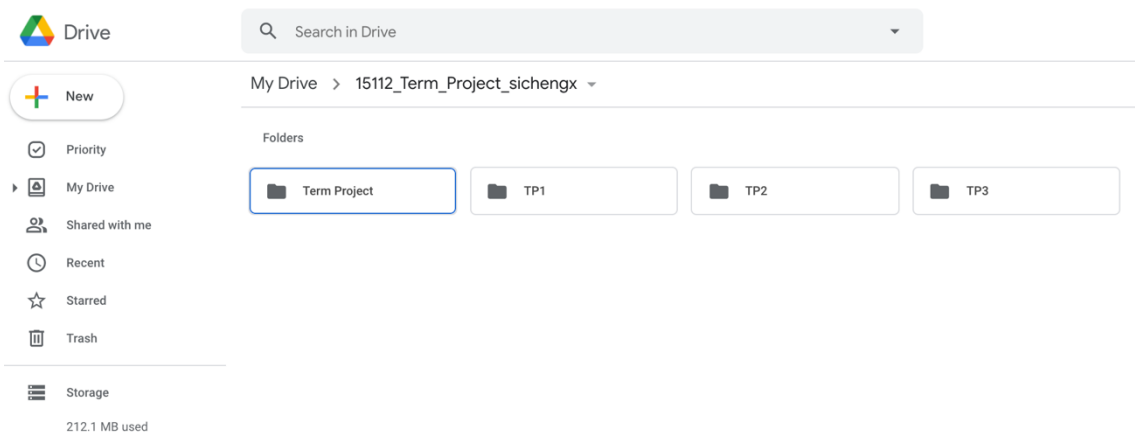 Drive
Search in Drive
New
My Drive > 15112_Term_Project_sichengx
Priority
My Drive
Shared with me
Recent
Starred
Trash
Storage
212.1 MB used
Folders
Term Project
TP1
TP2
TP3